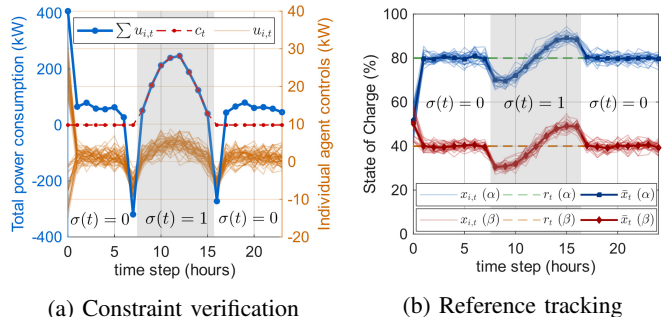 ∑ u_{i,t} c_t u_{i,t}
Total power consumption (kW)
400
200
0
-200
-400
Individual agent controls (kW)
40
30
20
10
0
-10
-20
σ(t) = 0 σ(t) = 1 σ(t) = 0
0 5 10 15 20
time step (hours)
(a) Constraint verification
State of Charge (%)
100
80
60
40
20
0
σ(t) = 0 σ(t) = 1 σ(t) = 0
x_{i,t} (α) r_t (α) x̄_t (α)
x_{i,t} (β) r_t (β) x̄_t (β)
0 5 10 15 20
time step (hours)
(b) Reference tracking